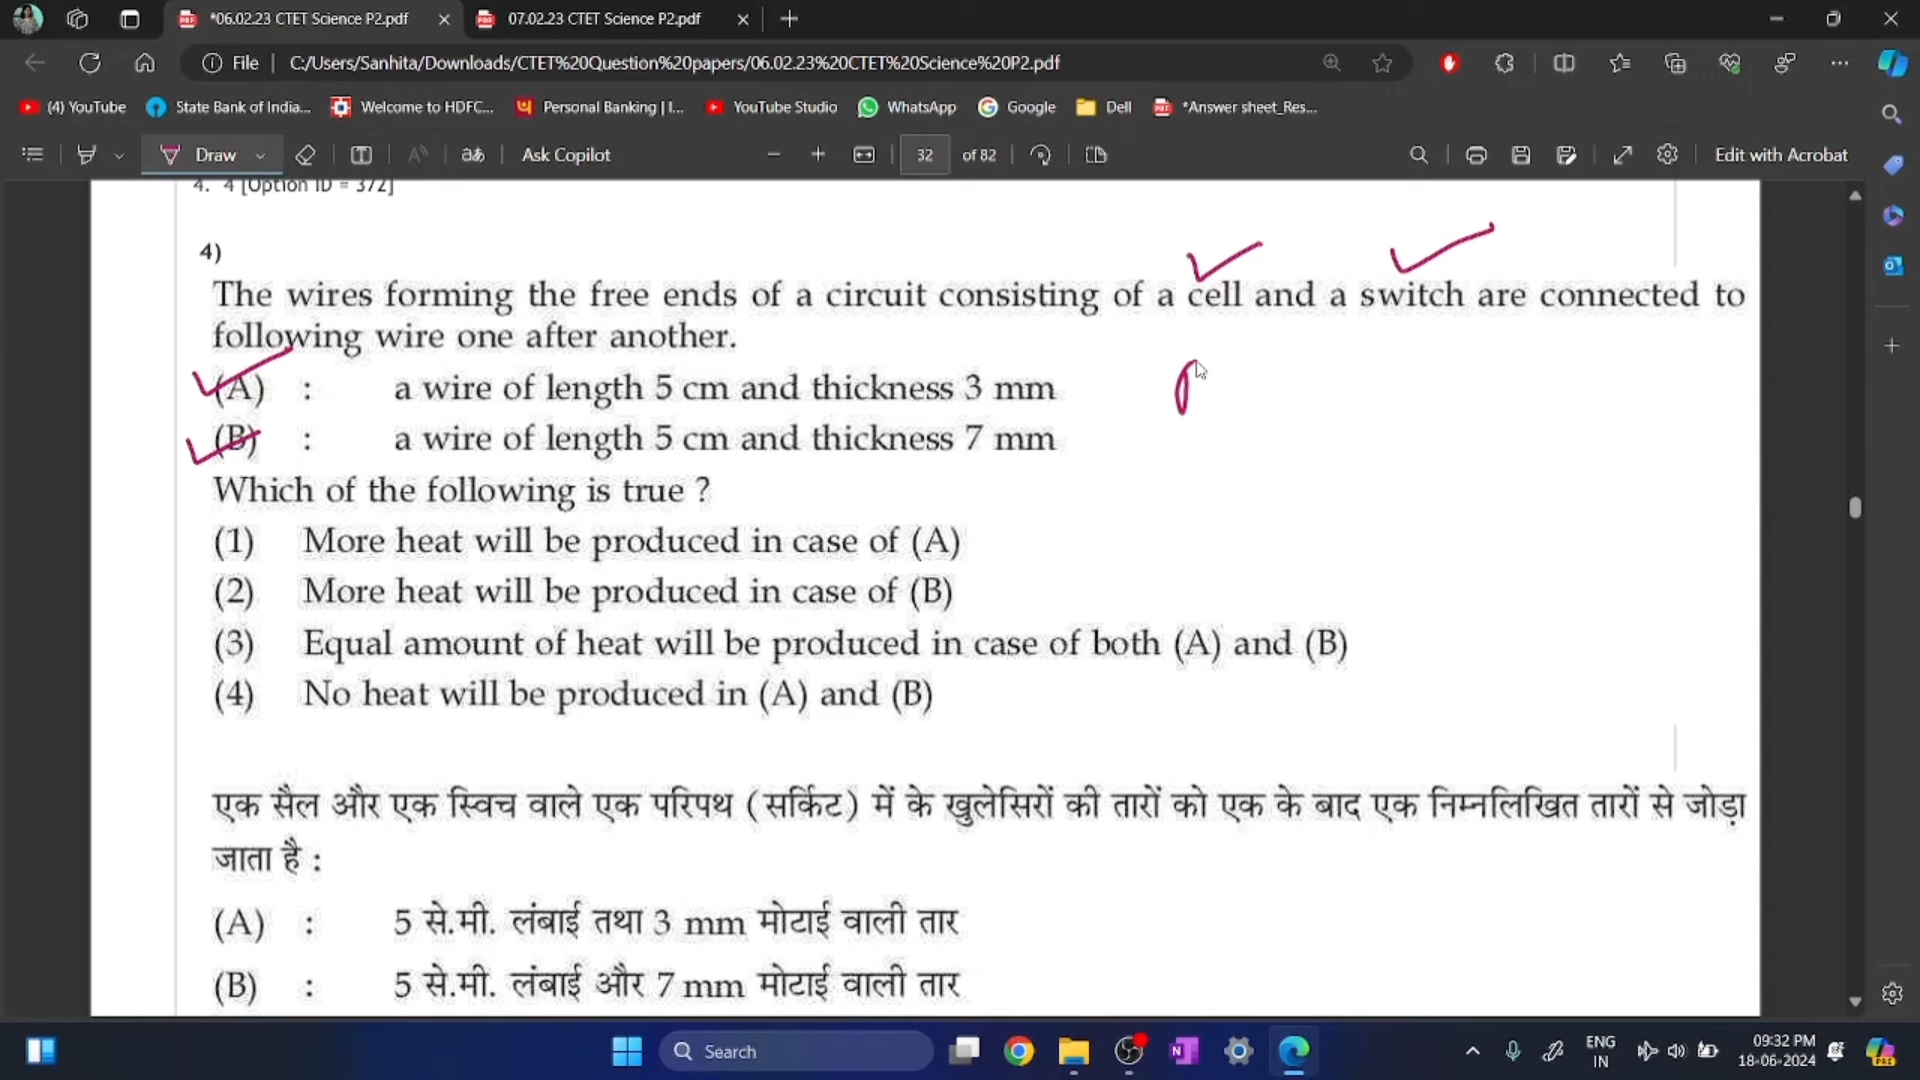 *06.02.23 CTET Science P2.pdf
07.02.23 CTET Science P2.pdf
File
C:/Users/Sanhita/Downloads/CTET%20Question%20papers/06.02.23%20CTET%20Science%20P2.pdf
(4) YouTube
State Bank of India...
Welcome to HDFC...
Personal Banking | I...
YouTube Studio
WhatsApp
Google
Dell
*Answer sheet_Res...
Draw
Ask Copilot
32 of 82
Edit with Acrobat
4. 4 [Option ID = 372]
4)
The wires forming the free ends of a circuit consisting of a cell and a switch are connected to
following wire one after another.
(A) : a wire of length 5 cm and thickness 3 mm
(B) : a wire of length 5 cm and thickness 7 mm
Which of the following is true ?
(1) More heat will be produced in case of (A)
(2) More heat will be produced in case of (B)
(3) Equal amount of heat will be produced in case of both (A) and (B)
(4) No heat will be produced in (A) and (B)
एक सैल और एक स्विच वाले एक परिपथ (सर्किट) में के खुलेसिरों की तारों को एक के बाद एक निम्नलिखित तारों से जोड़ा
जाता है :
(A) : 5 से.मी. लंबाई तथा 3 mm मोटाई वाली तार
(B) : 5 से.मी. लंबाई और 7 mm मोटाई वाली तार
Search
ENG
IN
09:32 PM
18-06-2024